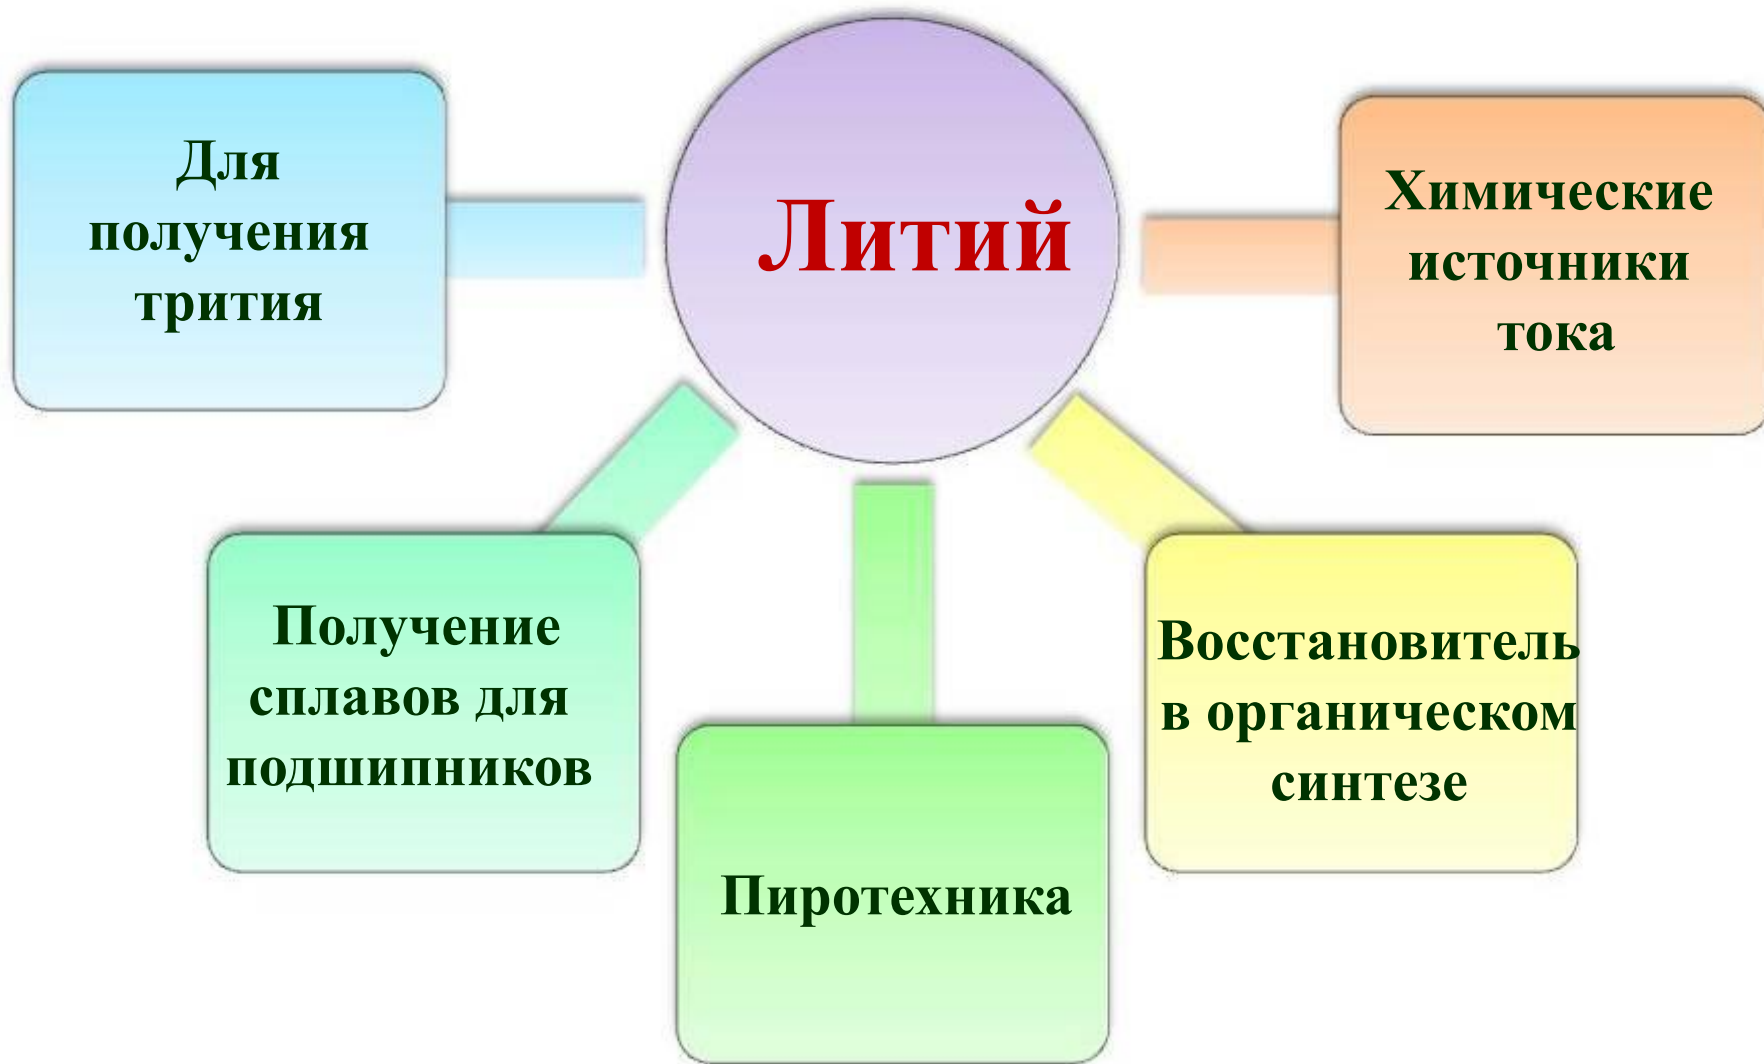 Литий
Для
получения
трития
Получение
сплавов для
подшипников
Пиротехника
Восстановитель
в органическом
синтезе
Химические
источники
тока